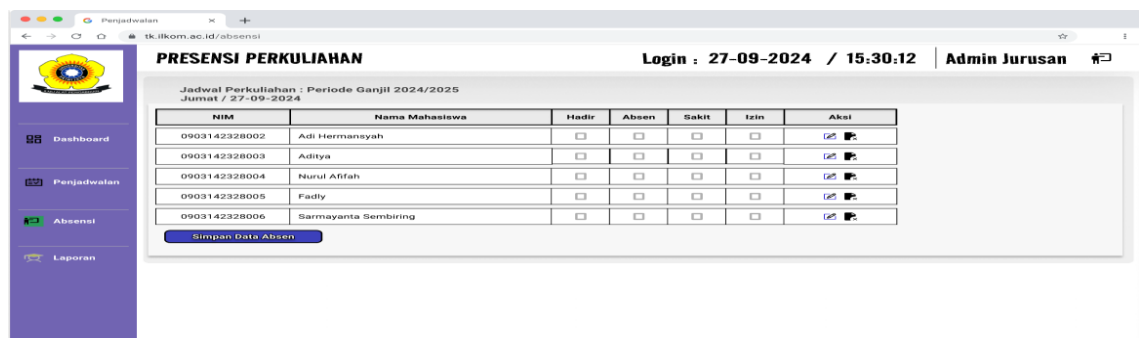 Penjadwalan
tk.ilkom.ac.id/absensi
PRESENSI PERKULIAHAN
Login : 27-09-2024 / 15:30:12
Admin Jurusan
Dashboard
Penjadwalan
Absensi
Laporan
Jadwal Perkuliahan : Periode Ganjil 2024/2025
Jumat / 27-09-2024
NIM Nama Mahasiswa Hadir Absen Sakit Izin Aksi
0903142328002 Adi Hermansyah
0903142328003 Aditya
0903142328004 Nurul Afifah
0903142328005 Fadly
0903142328006 Sarmayanta Sembiring
Simpan Data Absen